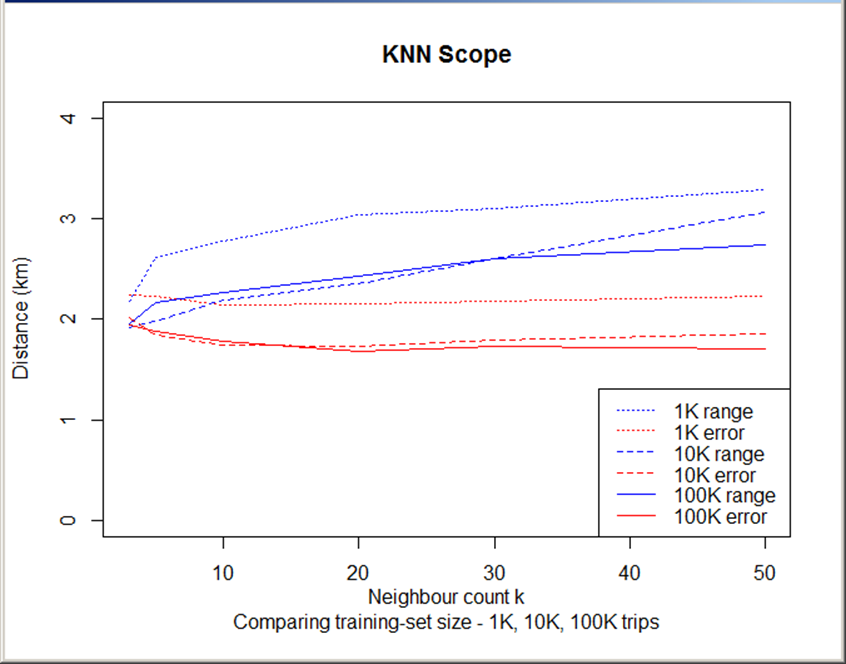 KNN Scope
Distance (km)
4
3
2
1
0
1K range
1K error
10K range
10K error
100K range
100K error
10 20 30 40 50
Neighbour count k
Comparing training-set size - 1K, 10K, 100K trips